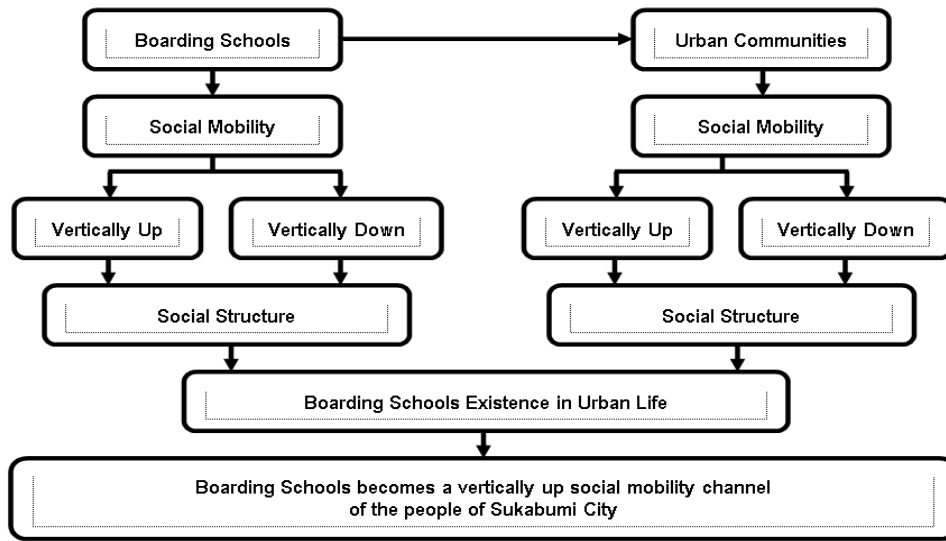 Boarding Schools
Urban Communities
Social Mobility
Social Mobility
Vertically Up
Vertically Down
Vertically Up
Vertically Down
Social Structure
Social Structure
Boarding Schools Existence in Urban Life
Boarding Schools becomes a vertically up social mobility channel
of the people of Sukabumi City